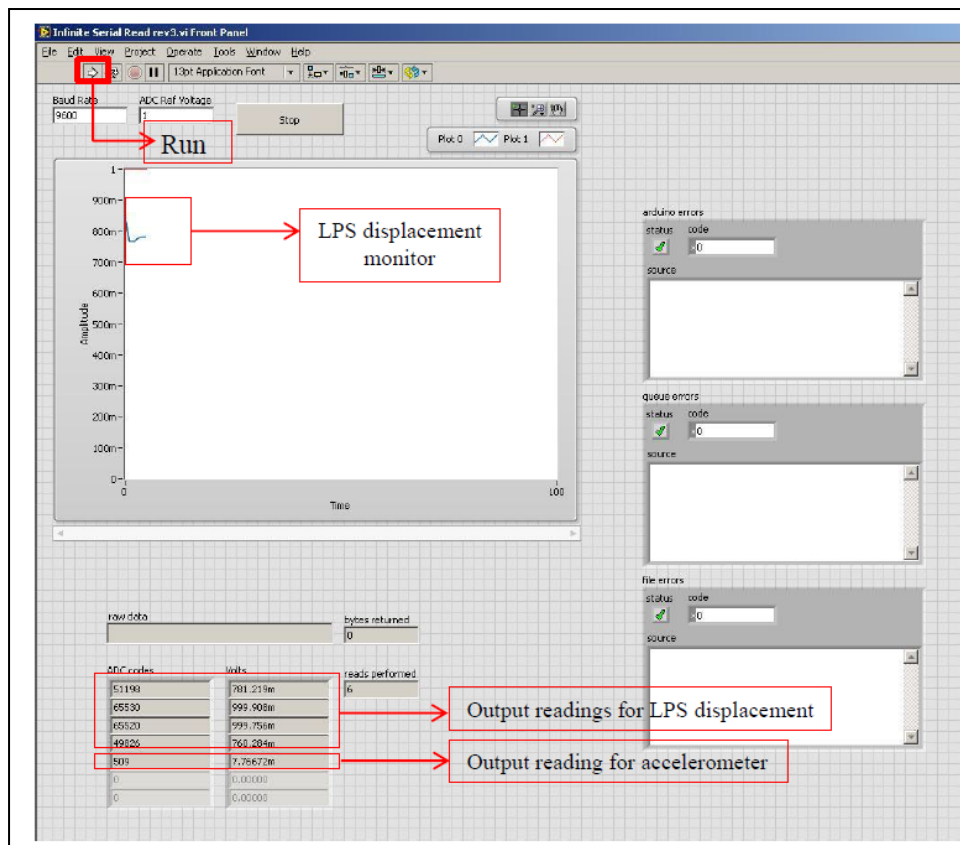 Infinite Serial Read rev3.vi Front Panel
File Edit View Project Operate Tools Window Help
13pt Application Font
Baud Rate
ADC Ref Voltage
9600
1
Stop
Run
Plot 0
Plot 1
1
900m
800m
700m
600m
500m
400m
300m
200m
100m
0
Amplitude
0
100
Time
LPS displacement
monitor
arduino errors
status code
0
source
queue errors
status code
0
source
file errors
status code
0
source
raw data
bytes returned
0
ADC codes
Volts
reads performed
6
51198 781.219m
65530 999.908m
65520 999.756m
49826 760.284m
509 7.76672m
0 0.00000
0 0.00000
Output readings for LPS displacement
Output reading for accelerometer